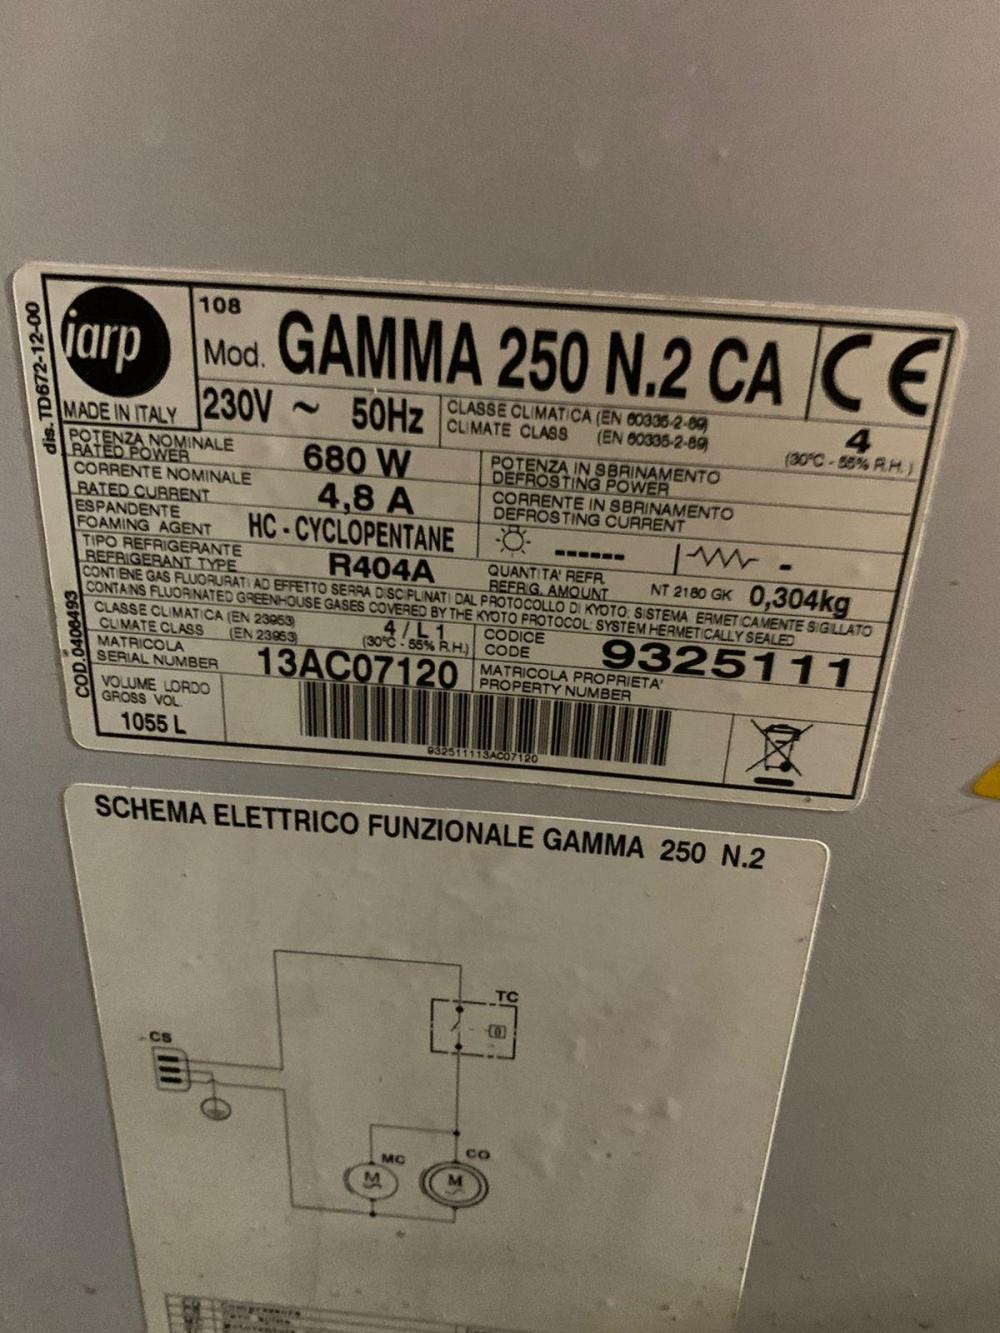 dis. TD672-12-00
iarp
MADE IN ITALY
108
Mod. GAMMA 250 N.2 CA
CE
230V ~ 50Hz
CLASSE CLIMATICA (EN 60335-2-89)
CLIMATE CLASS (EN 60335-2-89)
4
(30°C - 55% R.H.)
POTENZA NOMINALE
RATED POWER
680 W
POTENZA IN SBRINAMENTO
DEFROSTING POWER
CORRENTE NOMINALE
RATED CURRENT
4,8 A
CORRENTE IN SBRINAMENTO
DEFROSTING CURRENT
ESPANDENTE
FOAMING AGENT
HC - CYCLOPENTANE
------
-
TIPO REFRIGERANTE
REFRIGERANT TYPE
R404A
QUANTITA' REFR.
REFRIG. AMOUNT
NT 2180 GK 0,304kg
CONTIENE GAS FLUORURATI AD EFFETTO SERRA DISCIPLINATI DAL PROTOCOLLO DI KYOTO; SISTEMA ERMETICAMENTE SIGILLATO
CONTAINS FLUORINATED GREENHOUSE GASES COVERED BY THE KYOTO PROTOCOL; SYSTEM HERMETICALLY SEALED
COD.0406493
CLASSE CLIMATICA (EN 23953)
CLIMATE CLASS (EN 23953)
4 / L1
(30°C - 55% R.H.)
CODICE
CODE
9325111
MATRICOLA
SERIAL NUMBER
13AC07120
MATRICOLA PROPRIETA'
PROPERTY NUMBER
VOLUME LORDO
GROSS VOL.
1055 L
932511113AC07120
SCHEMA ELETTRICO FUNZIONALE GAMMA 250 N.2
TC
CS
MC
M
CO
M
CO Compressore